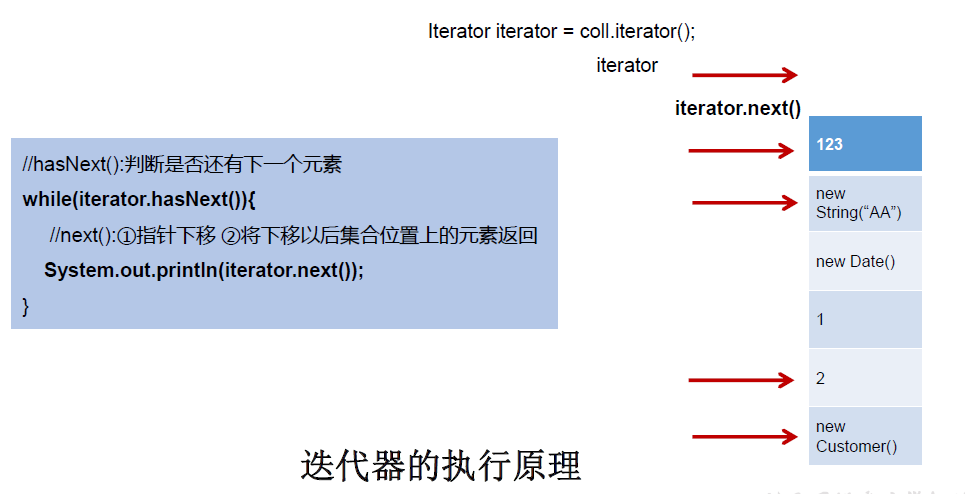 Iterator iterator = coll.iterator();
iterator
iterator.next()
//hasNext():判断是否还有下一个元素
while(iterator.hasNext()){
//next():①指针下移 ②将下移以后集合位置上的元素返回
System.out.println(iterator.next());
}
123
new
String(“AA”)
new Date()
1
2
new
Customer()
迭代器的执行原理